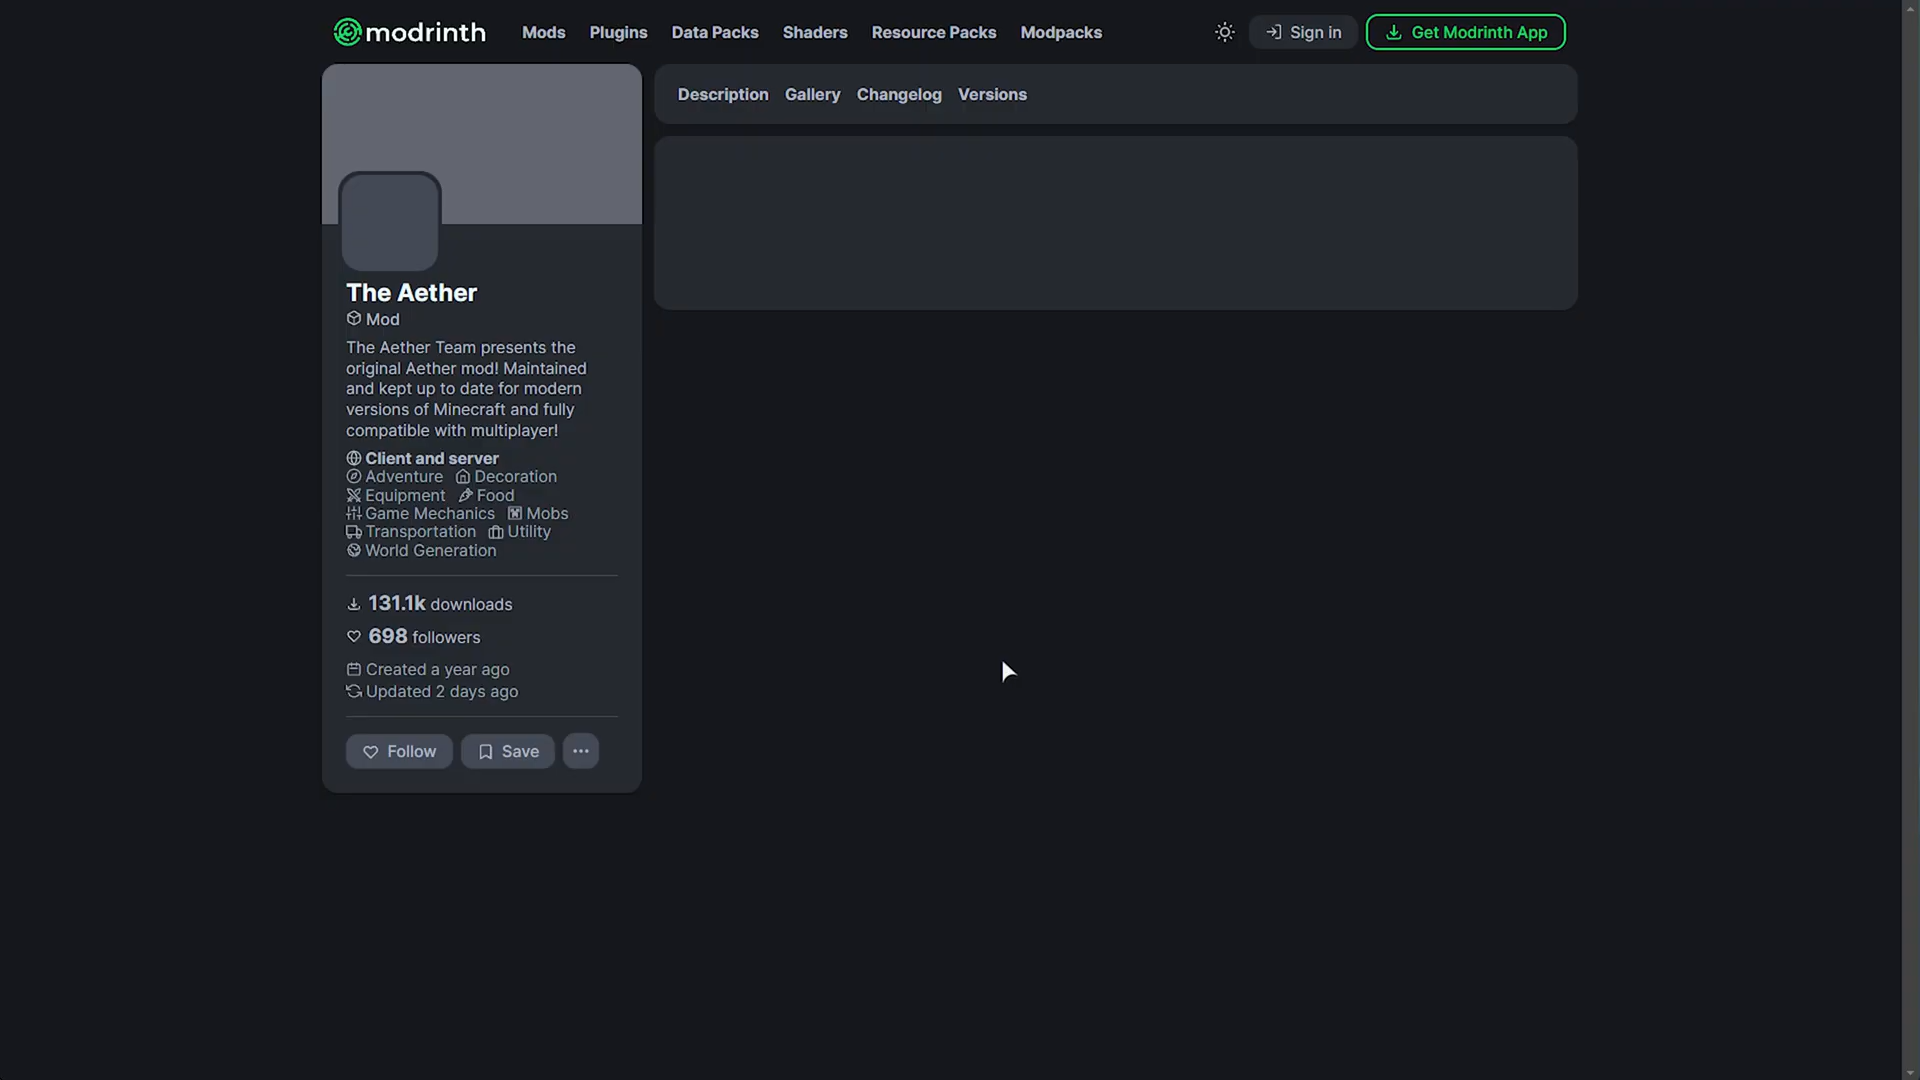 modrinth Mods Plugins Data Packs Shaders Resource Packs Modpacks Sign in Get Modrinth App
Description Gallery Changelog Versions
The Aether
Mod
The Aether Team presents the
original Aether mod! Maintained
and kept up to date for modern
versions of Minecraft and fully
compatible with multiplayer!
Client and server
Adventure Decoration
Equipment Food
Game Mechanics Mobs
Transportation Utility
World Generation
131.1k downloads
698 followers
Created a year ago
Updated 2 days ago
Follow Save